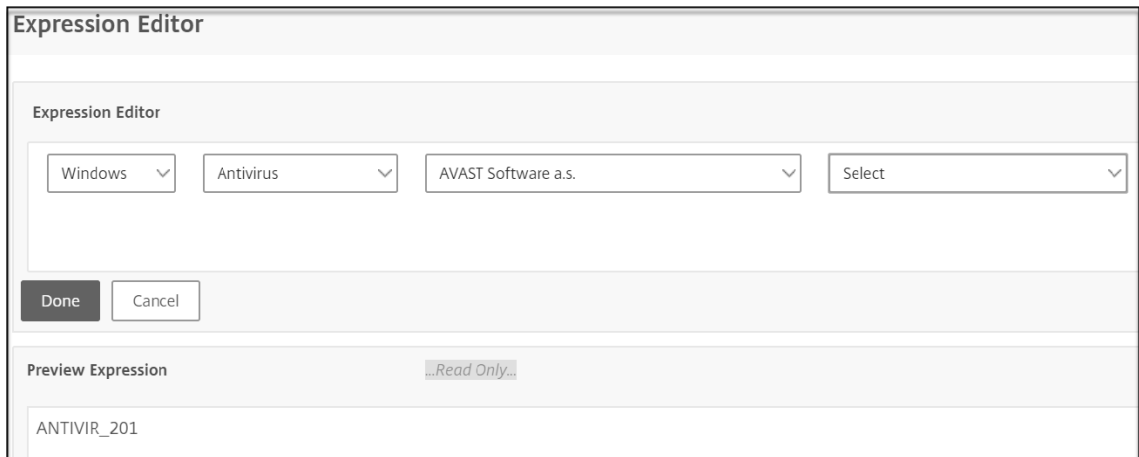 Expression Editor
Expression Editor
Windows Antivirus AVAST Software a.s. Select
Done Cancel
Preview Expression ...Read Only...
ANTIVIR_201